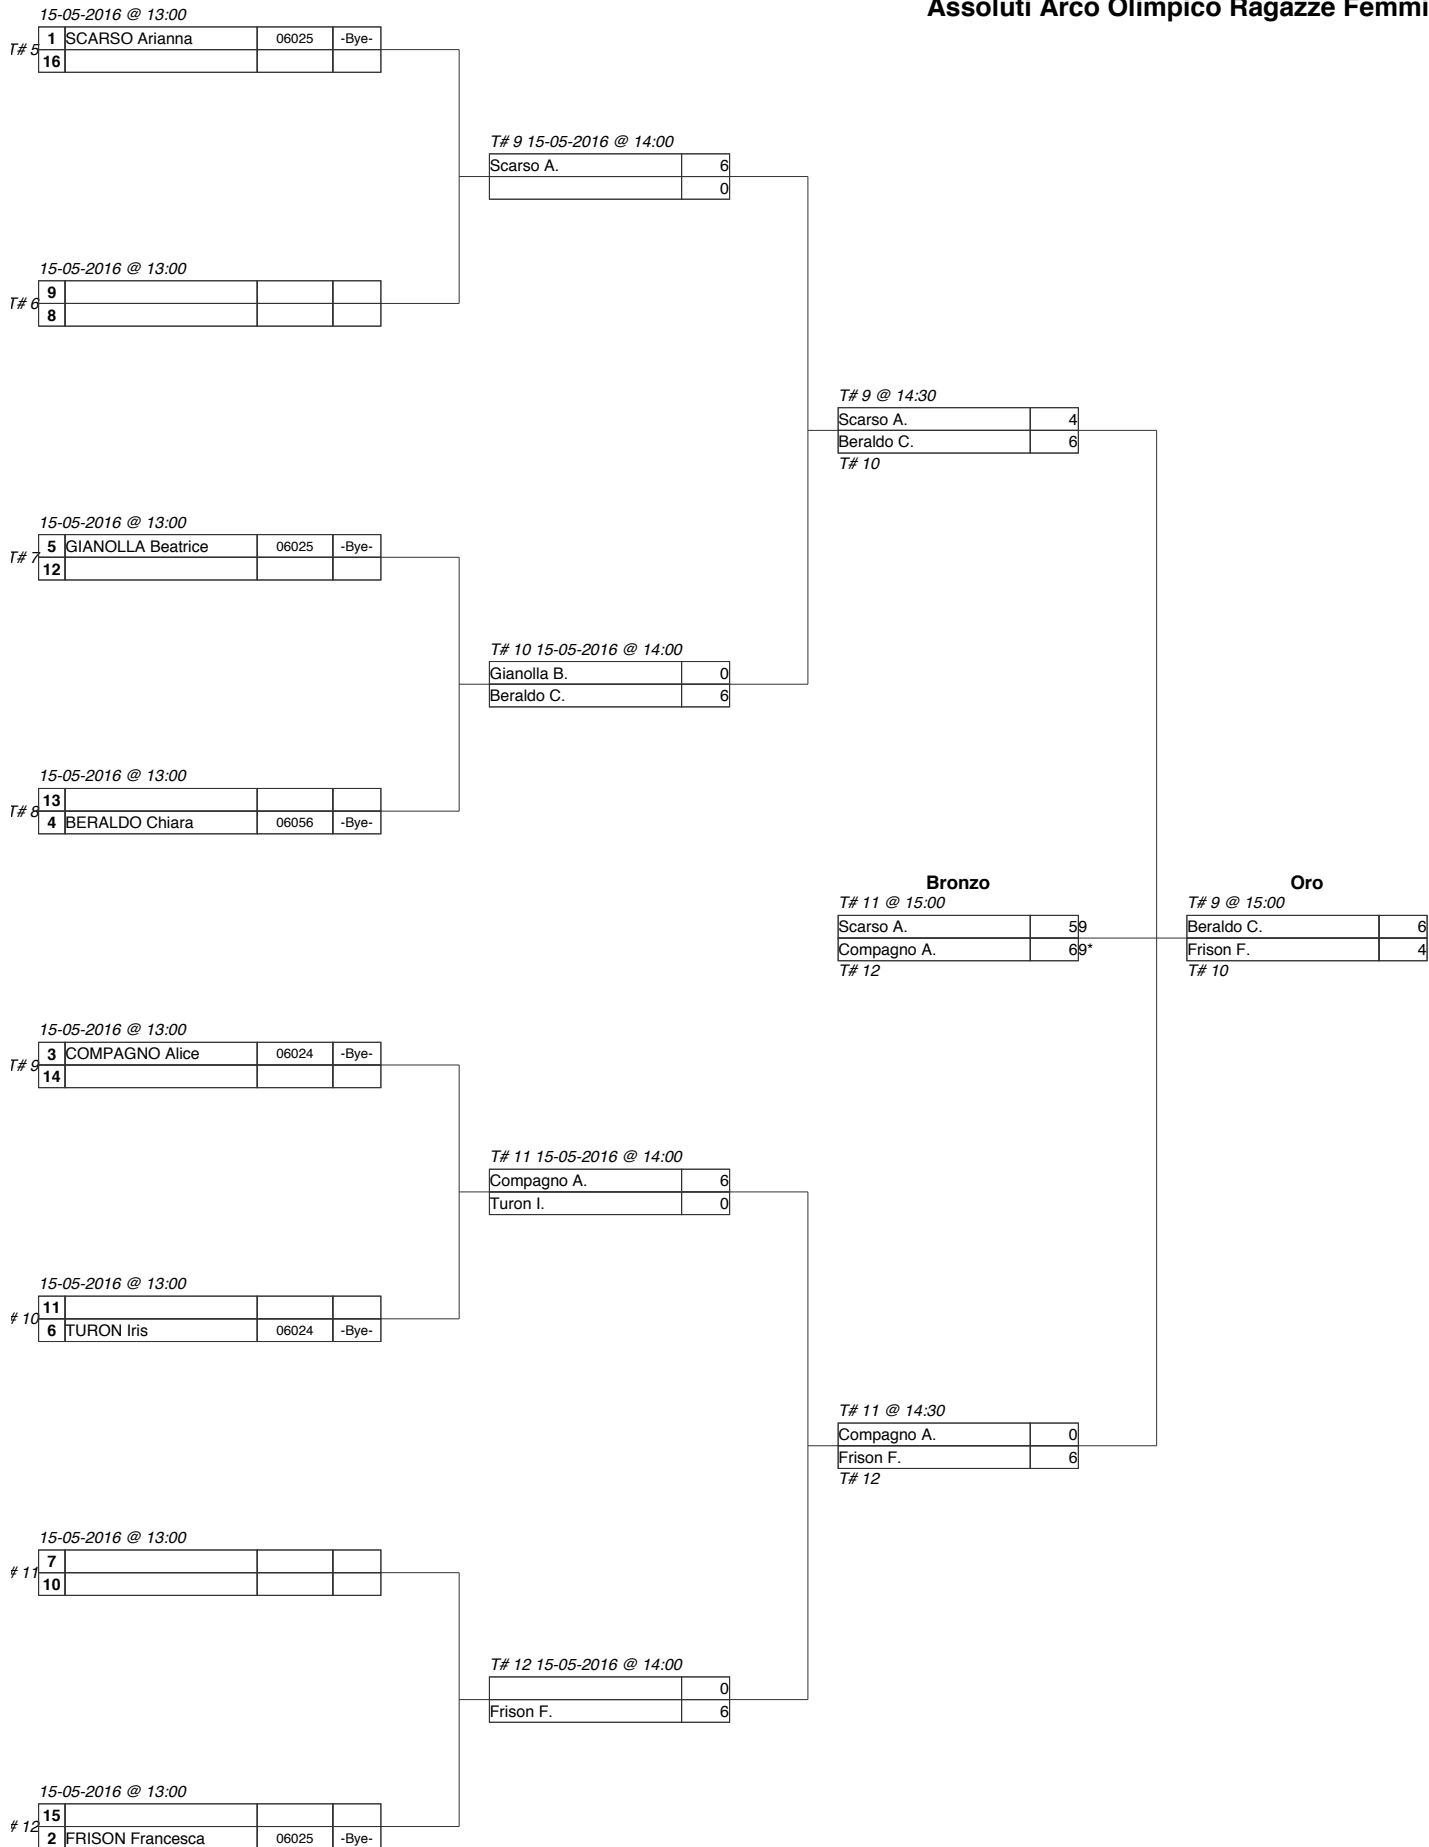 Assoluti Arco Olimpico Ragazze Femmi
15-05-2016 @ 13:00
T# 5
1 SCARSO Arianna 06025 -Bye-
16
T# 9 15-05-2016 @ 14:00
Scarso A. 6
0
15-05-2016 @ 13:00
T# 6
9
8
T# 9 @ 14:30
Scarso A. 4
Beraldo C. 6
T# 10
15-05-2016 @ 13:00
T# 7
5 GIANOLLA Beatrice 06025 -Bye-
12
T# 10 15-05-2016 @ 14:00
Gianolla B. 0
Beraldo C. 6
15-05-2016 @ 13:00
T# 8
13
4 BERALDO Chiara 06056 -Bye-
Bronzo
T# 11 @ 15:00
Scarso A. 59
Compagno A. 69*
T# 12
Oro
T# 9 @ 15:00
Beraldo C. 6
Frison F. 4
T# 10
15-05-2016 @ 13:00
T# 9
3 COMPAGNO Alice 06024 -Bye-
14
T# 11 15-05-2016 @ 14:00
Compagno A. 6
Turon I. 0
15-05-2016 @ 13:00
# 10
11
6 TURON Iris 06024 -Bye-
T# 11 @ 14:30
Compagno A. 0
Frison F. 6
T# 12
15-05-2016 @ 13:00
# 11
7
10
T# 12 15-05-2016 @ 14:00
0
Frison F. 6
15-05-2016 @ 13:00
# 12
15
2 FRISON Francesca 06025 -Bye-